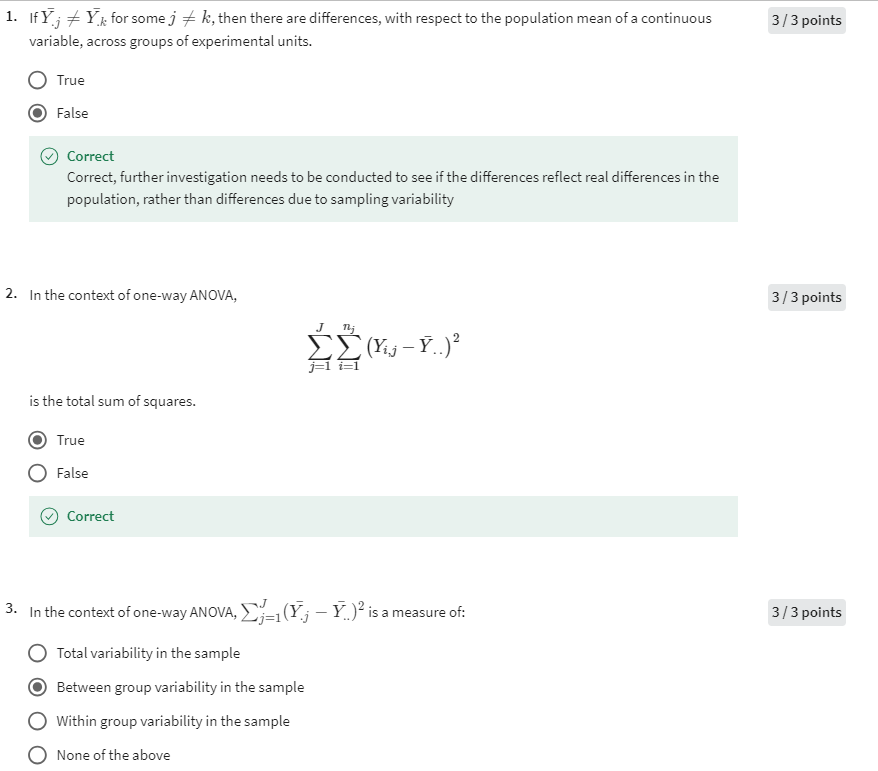 1. If Ȳ.j ≠ Ȳ.k for some j ≠ k, then there are differences, with respect to the population mean of a continuous
variable, across groups of experimental units.
3 / 3 points
True
False
Correct
Correct, further investigation needs to be conducted to see if the differences reflect real differences in the
population, rather than differences due to sampling variability
2. In the context of one-way ANOVA,
3 / 3 points
∑_{j=1}^{J} ∑_{i=1}^{n_j} (Y_{i,j} − Ȳ..)²
is the total sum of squares.
True
False
Correct
3. In the context of one-way ANOVA, ∑_{j=1}^{J} (Ȳ.j − Ȳ..)² is a measure of:
3 / 3 points
Total variability in the sample
Between group variability in the sample
Within group variability in the sample
None of the above